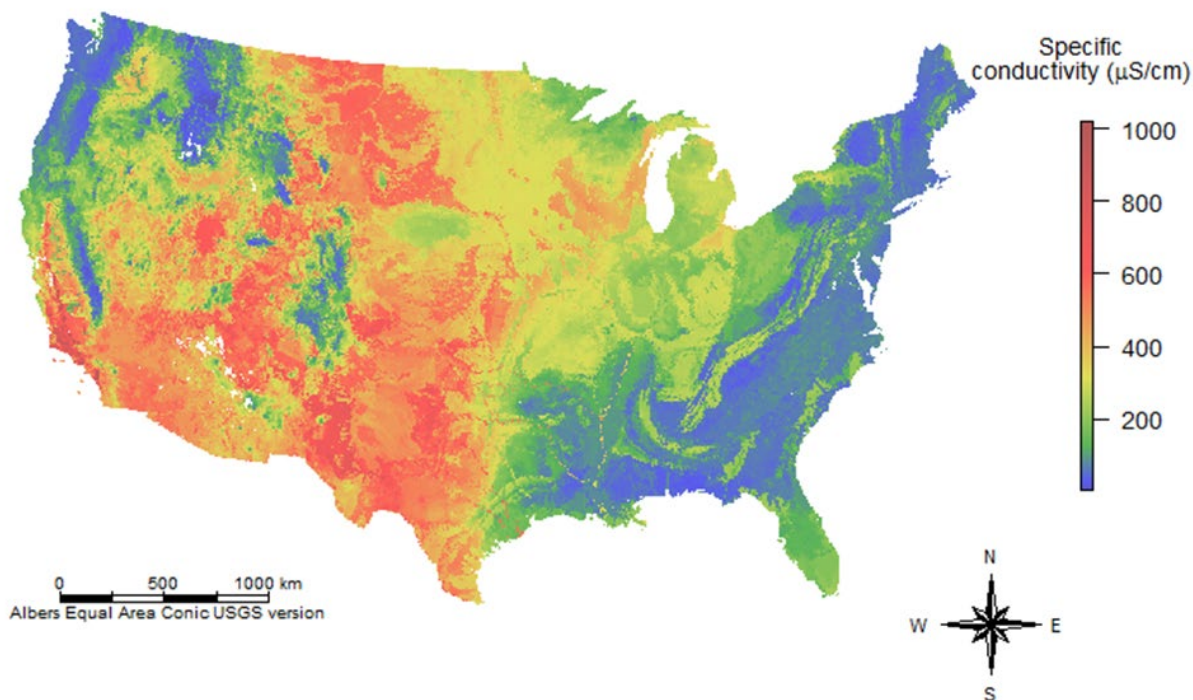 Specific
conductivity (µS/cm)
1000
800
600
400
200
0 500 1000 km
Albers Equal Area Conic USGS version
N
W E
S